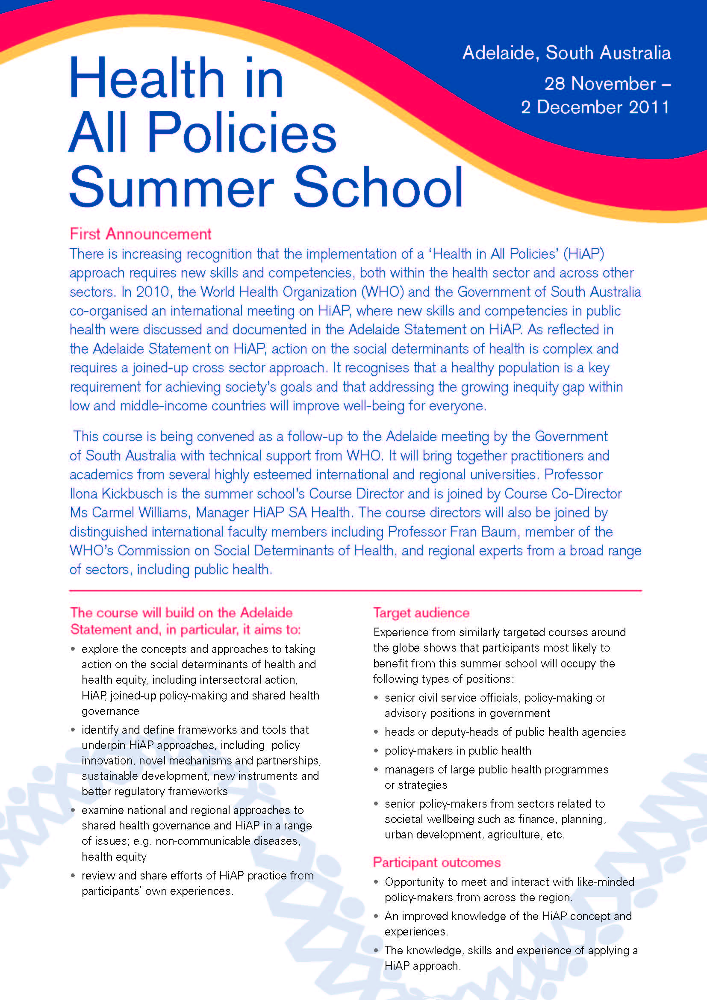 Adelaide, South Australia
28 November –
2 December 2011
Health in
All Policies
Summer School
First Announcement
There is increasing recognition that the implementation of a ‘Health in All Policies’ (HiAP)
approach requires new skills and competencies, both within the health sector and across other
sectors. In 2010, the World Health Organization (WHO) and the Government of South Australia
co-organised an international meeting on HiAP, where new skills and competencies in public
health were discussed and documented in the Adelaide Statement on HiAP. As reflected in
the Adelaide Statement on HiAP, action on the social determinants of health is complex and
requires a joined-up cross sector approach. It recognises that a healthy population is a key
requirement for achieving society’s goals and that addressing the growing inequity gap within
low and middle-income countries will improve well-being for everyone.
This course is being convened as a follow-up to the Adelaide meeting by the Government
of South Australia with technical support from WHO. It will bring together practitioners and
academics from several highly esteemed international and regional universities. Professor
Ilona Kickbusch is the summer school’s Course Director and is joined by Course Co-Director
Ms Carmel Williams, Manager HiAP SA Health. The course directors will also be joined by
distinguished international faculty members including Professor Fran Baum, member of the
WHO’s Commission on Social Determinants of Health, and regional experts from a broad range
of sectors, including public health.
The course will build on the Adelaide
Statement and, in particular, it aims to:
• explore the concepts and approaches to taking
action on the social determinants of health and
health equity, including intersectoral action,
HiAP, joined-up policy-making and shared health
governance
• identify and define frameworks and tools that
underpin HiAP approaches, including policy
innovation, novel mechanisms and partnerships,
sustainable development, new instruments and
better regulatory frameworks
• examine national and regional approaches to
shared health governance and HiAP in a range
of issues; e.g. non-communicable diseases,
health equity
• review and share efforts of HiAP practice from
participants’ own experiences.
Target audience
Experience from similarly targeted courses around
the globe shows that participants most likely to
benefit from this summer school will occupy the
following types of positions:
• senior civil service officials, policy-making or
advisory positions in government
• heads or deputy-heads of public health agencies
• policy-makers in public health
• managers of large public health programmes
or strategies
• senior policy-makers from sectors related to
societal wellbeing such as finance, planning,
urban development, agriculture, etc.
Participant outcomes
• Opportunity to meet and interact with like-minded
policy-makers from across the region.
• An improved knowledge of the HiAP concept and
experiences.
• The knowledge, skills and experience of applying a
HiAP approach.